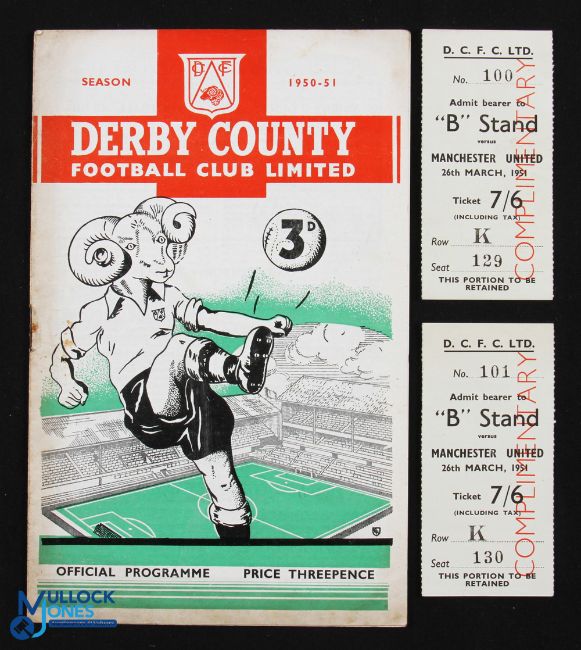 SEASON 1950-51
DCFC
DERBY COUNTY
FOOTBALL CLUB LIMITED
3D
OFFICIAL PROGRAMME PRICE THREEPENCE
D. C. F. C. LTD.
No. 100
Admit bearer to
"B" Stand
versus
MANCHESTER UNITED
26th MARCH, 1951
Ticket 7/6
(INCLUDING TAX)
Row K
Seat 129
THIS PORTION TO BE
RETAINED
COMPLIMENTARY
D. C. F. C. LTD.
No. 101
Admit bearer to
"B" Stand
versus
MANCHESTER UNITED
26th MARCH, 1951
Ticket 7/6
(INCLUDING TAX)
Row K
Seat 130
THIS PORTION TO BE
RETAINED
COMPLIMENTARY
MULLOCK
JONES